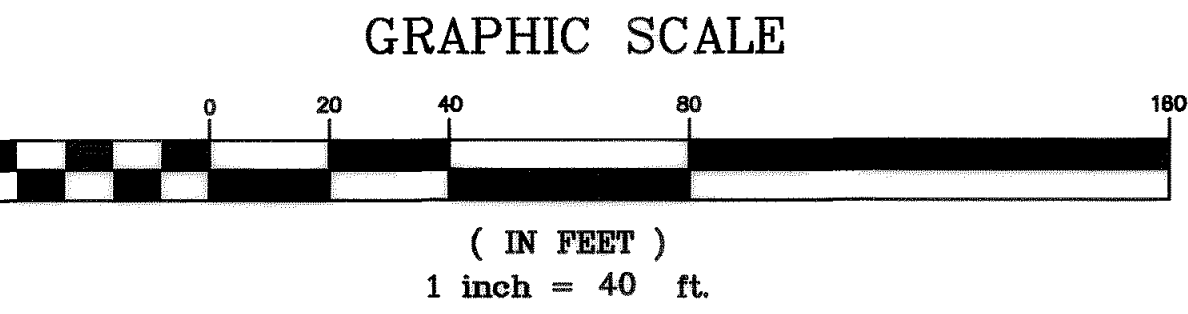 GRAPHIC SCALE
0 20 40 80 160
( IN FEET )
1 inch = 40 ft.